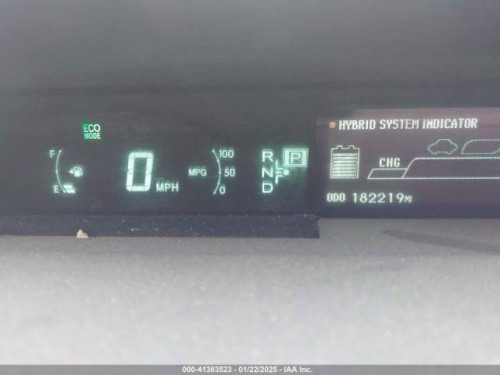 HYBRID SYSTEM INDICATOR
ECO
MODE
F
E
0 MPH
MPG
100
50
0
R
N
D
P
CHG
ODO 182219MI
000-41383523 - 01/22/2025 - IAA Inc.